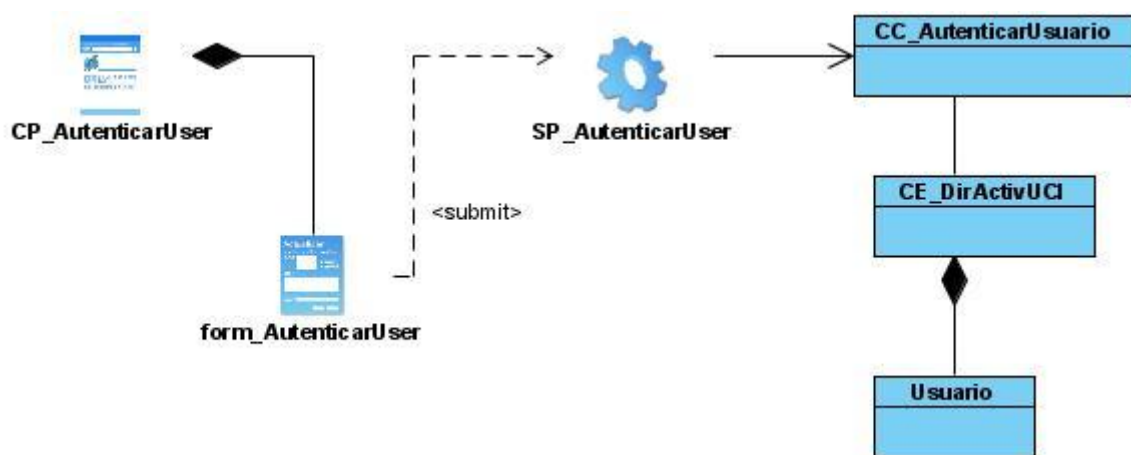 CC_AutenticarUsuario
CP_AutenticarUser
SP_AutenticarUser
CE_DirActivUCI
<submit>
form_AutenticarUser
Usuario